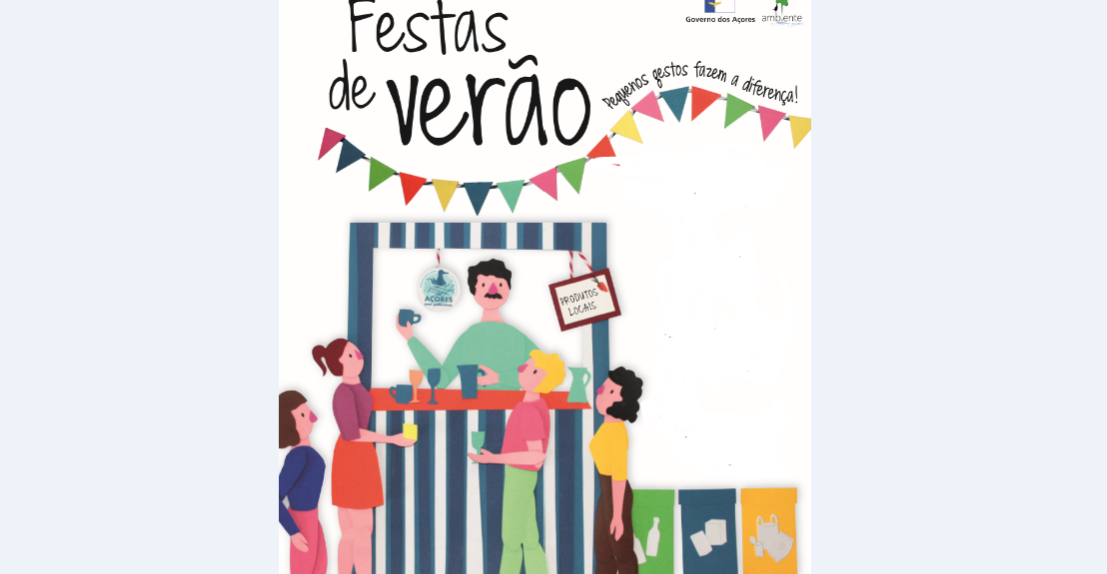 Festas
de verão
Governo dos Açores
ambiente
Pequenos gestos fazem a diferença!
AÇORES
PRODUTOS
LOCAIS